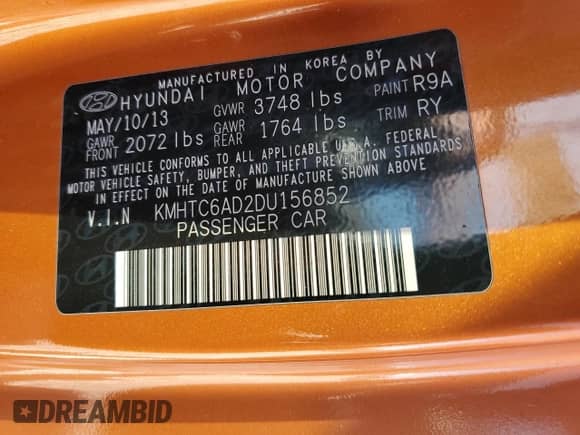 MANUFACTURED IN KOREA BY
HYUNDAI MOTOR COMPANY
MAY/10/13 GVWR 3748 lbs PAINT R9A
GAWR FRONT 2072 lbs GAWR REAR 1764 lbs TRIM RY
THIS VEHICLE CONFORMS TO ALL APPLICABLE U.S.A. FEDERAL
MOTOR VEHICLE SAFETY, BUMPER, AND THEFT PREVENTION STANDARDS
IN EFFECT ON THE DATE OF MANUFACTURE SHOWN ABOVE
V.I.N KMHTC6AD2DU156852
PASSENGER CAR
DREAMBID